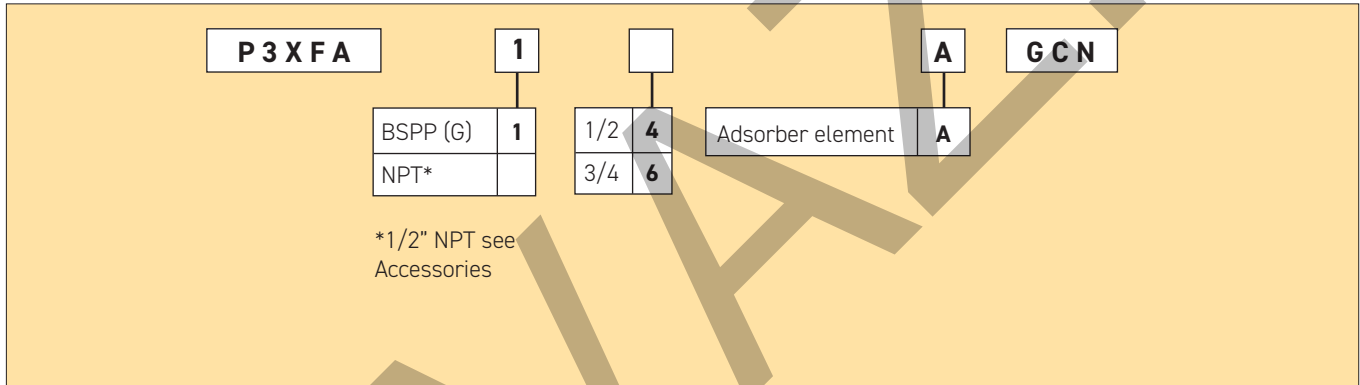 P3XFA 1 A GCN
BSPP (G) 1 1/2 4 Adsorber element A
NPT* 3/4 6
*1/2" NPT see
Accessories